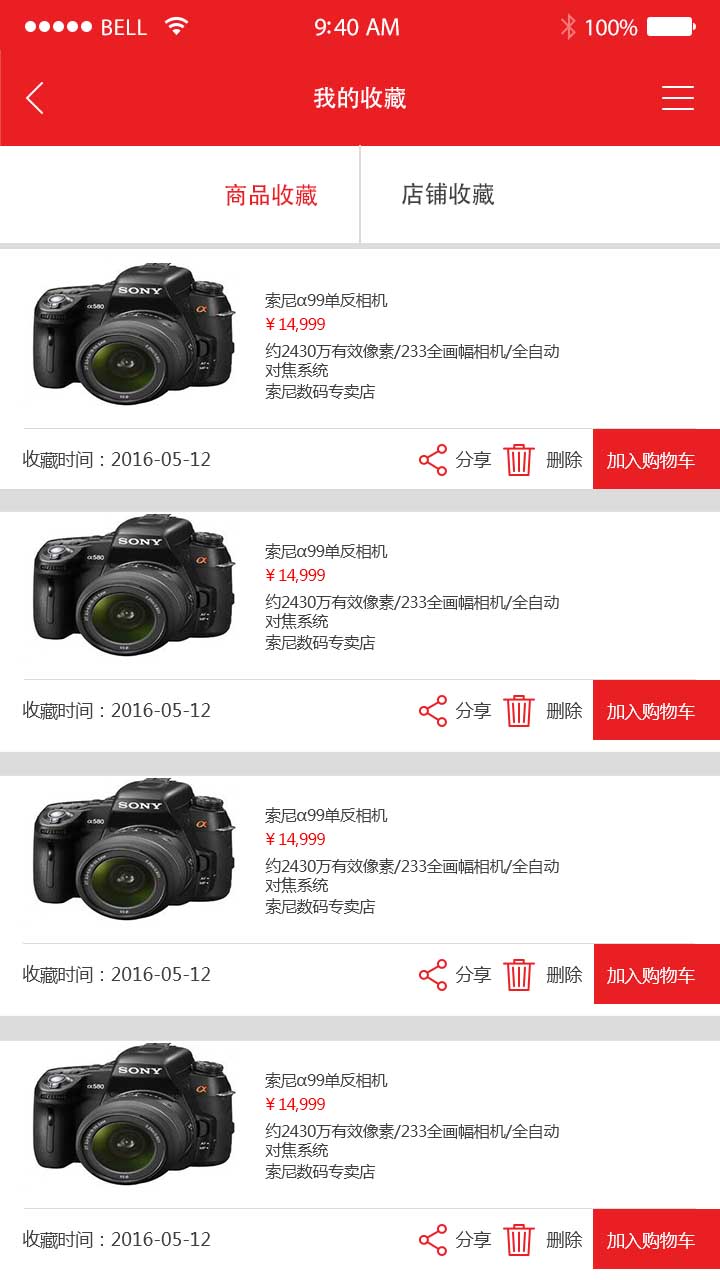 BELL 9:40 AM 100%
我的收藏
商品收藏 店铺收藏
SONY
α580
α
索尼α99单反相机
¥14,999
约2430万有效像素/233全画幅相机/全自动
对焦系统
索尼数码专卖店
收藏时间：2016-05-12 分享 删除 加入购物车
SONY
α580
α
索尼α99单反相机
¥14,999
约2430万有效像素/233全画幅相机/全自动
对焦系统
索尼数码专卖店
收藏时间：2016-05-12 分享 删除 加入购物车
SONY
α580
α
索尼α99单反相机
¥14,999
约2430万有效像素/233全画幅相机/全自动
对焦系统
索尼数码专卖店
收藏时间：2016-05-12 分享 删除 加入购物车
SONY
α580
α
索尼α99单反相机
¥14,999
约2430万有效像素/233全画幅相机/全自动
对焦系统
索尼数码专卖店
收藏时间：2016-05-12 分享 删除 加入购物车